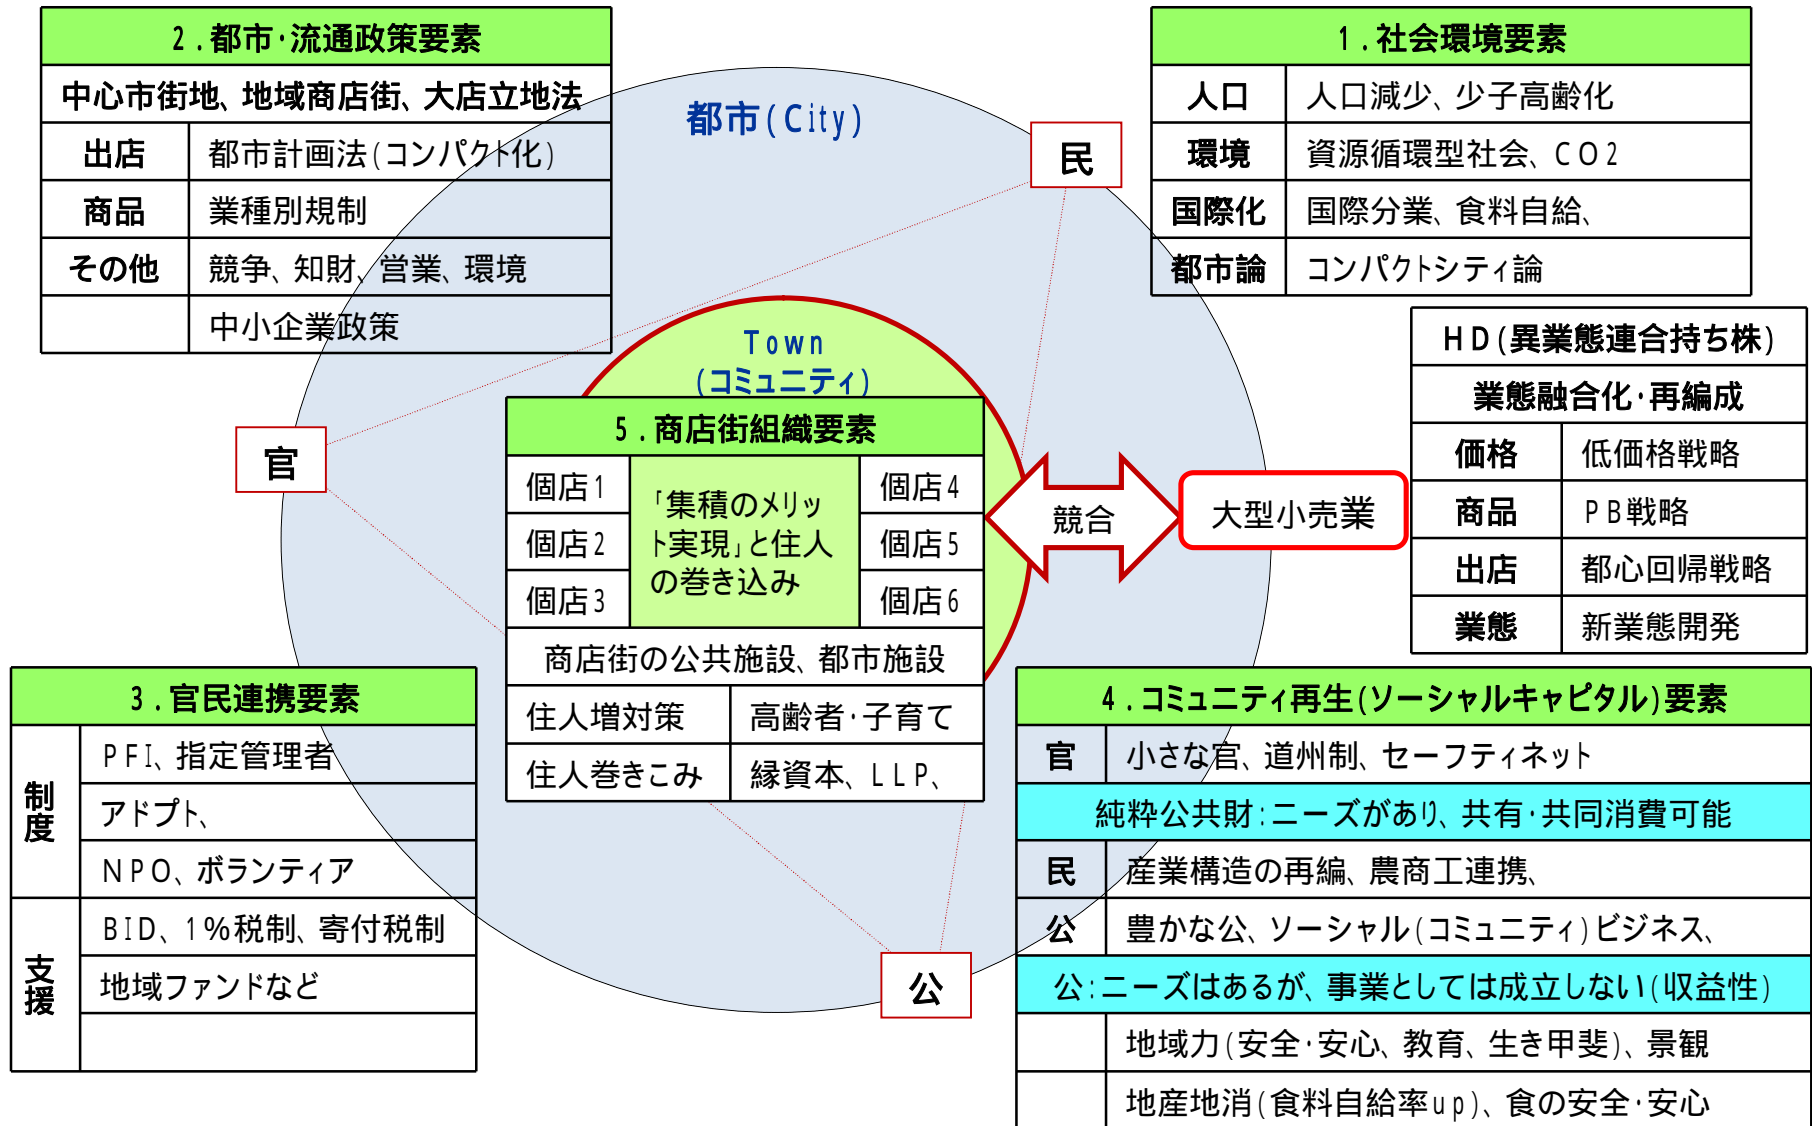 2．都市・流通政策要素
中心市街地、地域商店街、大店立地法
出店 都市計画法(コンパクト化)
商品 業種別規制
その他 競争、知財、営業、環境
中小企業政策
都市(City)
民
1．社会環境要素
人口 人口減少、少子高齢化
環境 資源循環型社会、CO2
国際化 国際分業、食料自給、
都市論 コンパクトシティ論
HD(異業態連合持ち株)
業態融合化・再編成
価格 低価格戦略
商品 PB戦略
出店 都心回帰戦略
業態 新業態開発
Town
(コミュニティ)
官
5．商店街組織要素
個店1
個店2
個店3
「集積のメリッ
ト実現」と住人
の巻き込み
個店4
個店5
個店6
商店街の公共施設、都市施設
住人増対策 高齢者・子育て
住人巻きこみ 縁資本、LLP、
競合
大型小売業
3．官民連携要素
制度
PFI、指定管理者
アドプト、
NPO、ボランティア
支援
BID、1%税制、寄付税制
地域ファンドなど
公
4．コミュニティ再生(ソーシャルキャピタル)要素
官 小さな官、道州制、セーフティネット
純粋公共財：ニーズがあり、共有・共同消費可能
民 産業構造の再編、農商工連携、
公 豊かな公、ソーシャル(コミュニティ)ビジネス、
公：ニーズはあるが、事業としては成立しない(収益性)
地域力(安全・安心、教育、生き甲斐)、景観
地産地消(食料自給率up)、食の安全・安心